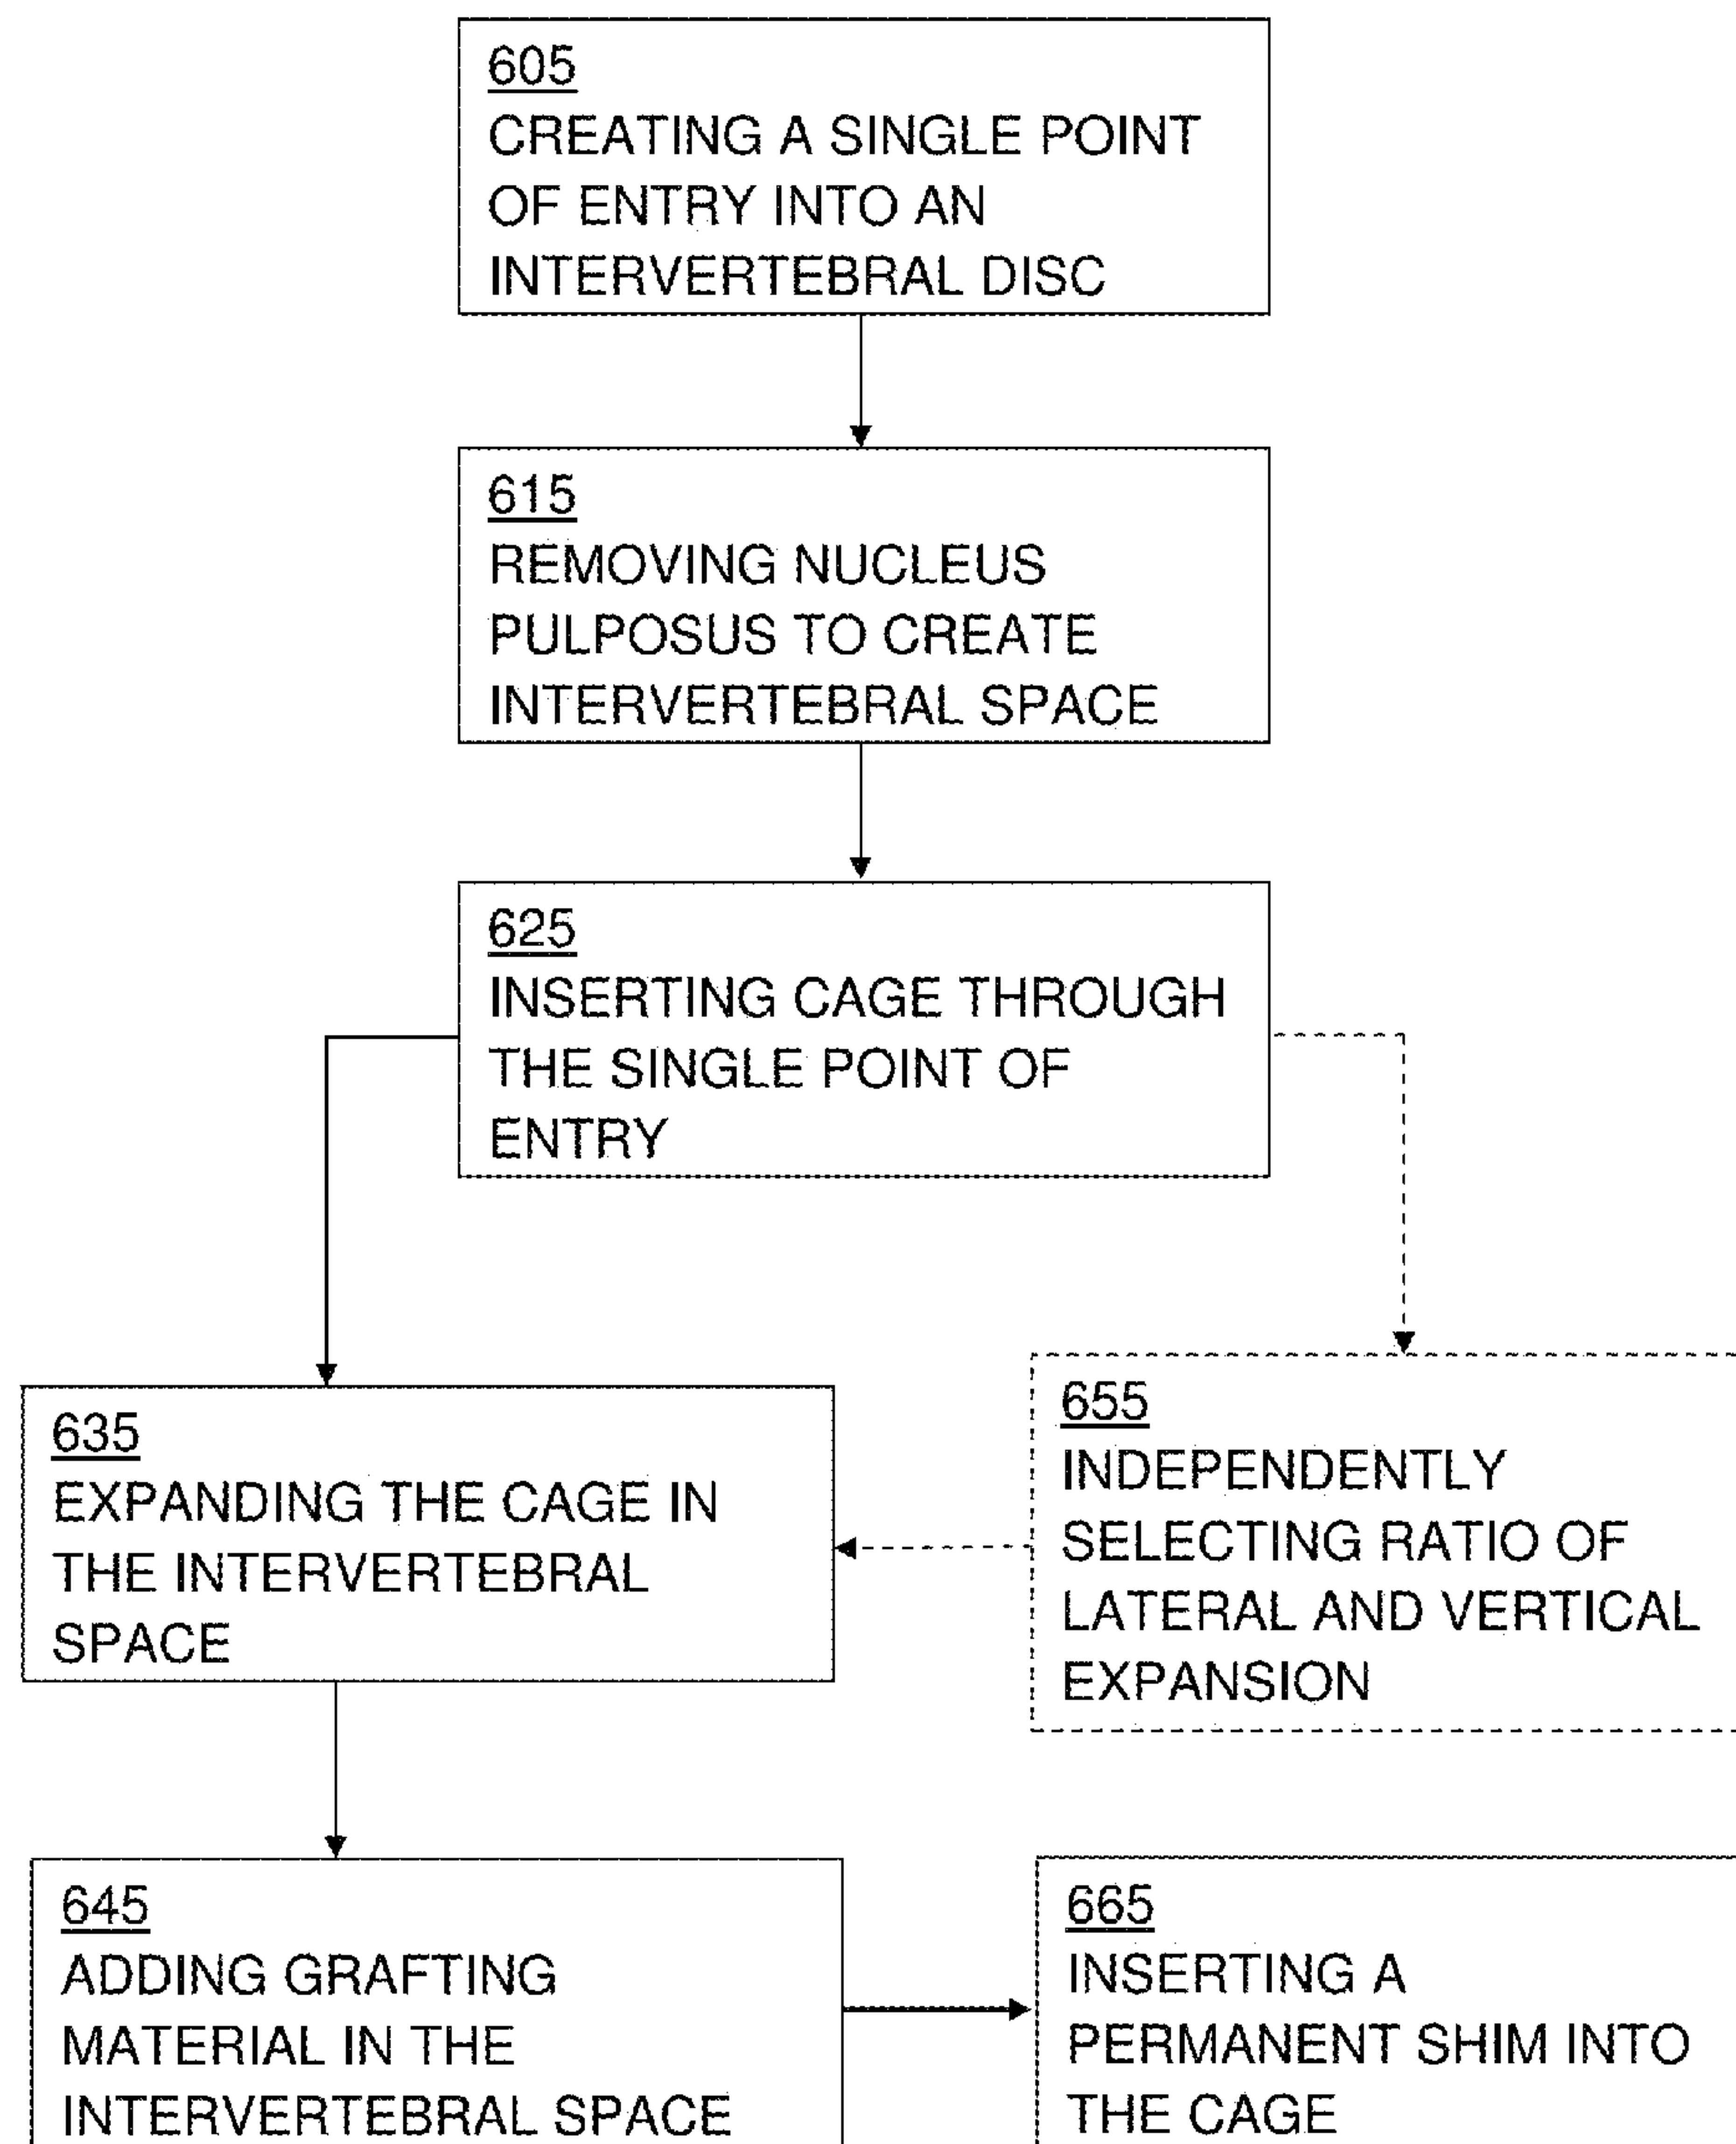 605
CREATING A SINGLE POINT
OF ENTRY INTO AN
INTERVERTEBRAL DISC
615
REMOVING NUCLEUS
PULPOSUS TO CREATE
INTERVERTEBRAL SPACE
625
INSERTING CAGE THROUGH
THE SINGLE POINT OF
ENTRY
635
EXPANDING THE CAGE IN
THE INTERVERTEBRAL
SPACE
655
INDEPENDENTLY
SELECTING RATIO OF
LATERAL AND VERTICAL
EXPANSION
645
ADDING GRAFTING
MATERIAL IN THE
INTERVERTEBRAL SPACE
665
INSERTING A
PERMANENT SHIM INTO
THE CAGE